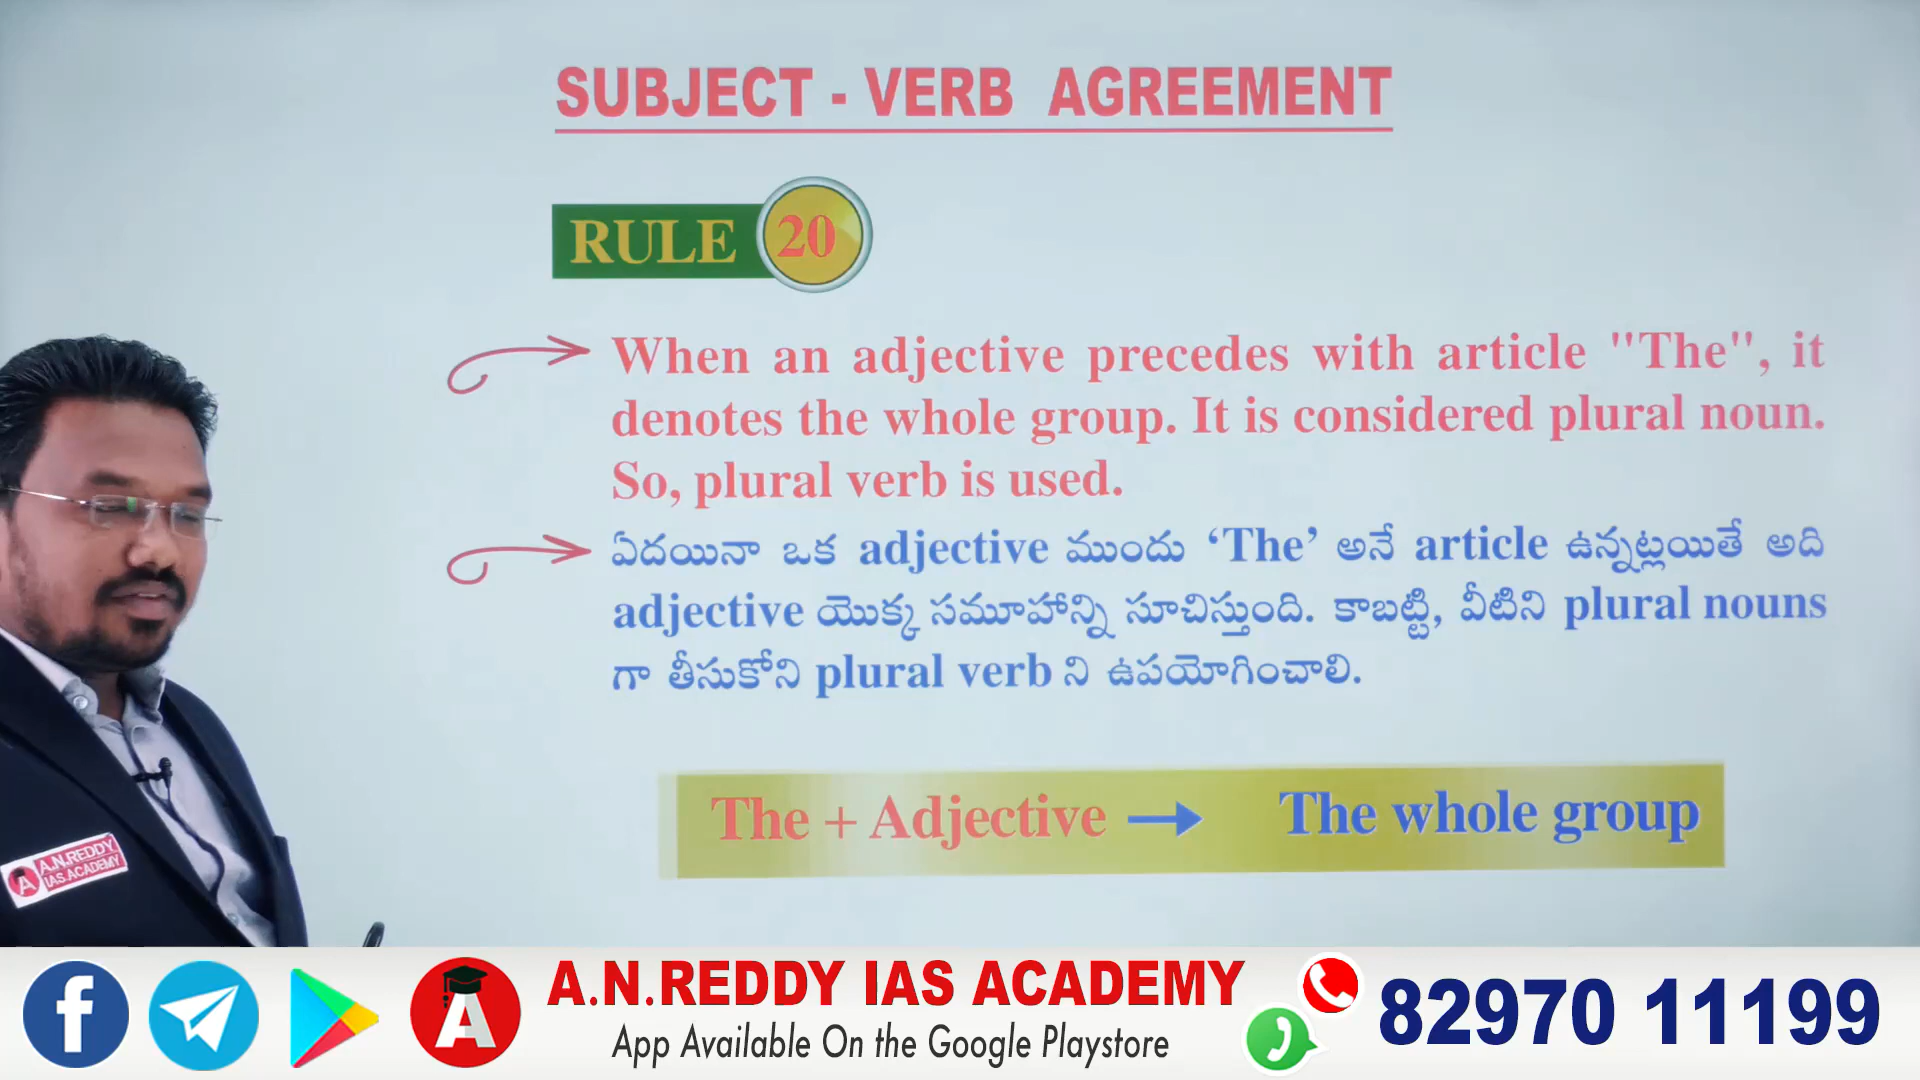 SUBJECT - VERB AGREEMENT
RULE 20
When an adjective precedes with article "The", it
denotes the whole group. It is considered plural noun.
So, plural verb is used.
ఏదయినా ఒక adjective ముందు ‘The’ అనే article ఉన్నట్లయితే అది
adjective యొక్క సమూహాన్ని సూచిస్తుంది. కాబట్టి, వీటిని plural nouns
గా తీసుకోని plural verb ని ఉపయోగించాలి.
The + Adjective → The whole group
A.N.REDDY
IAS ACADEMY
A.N.REDDY IAS ACADEMY
App Available On the Google Playstore
82970 11199